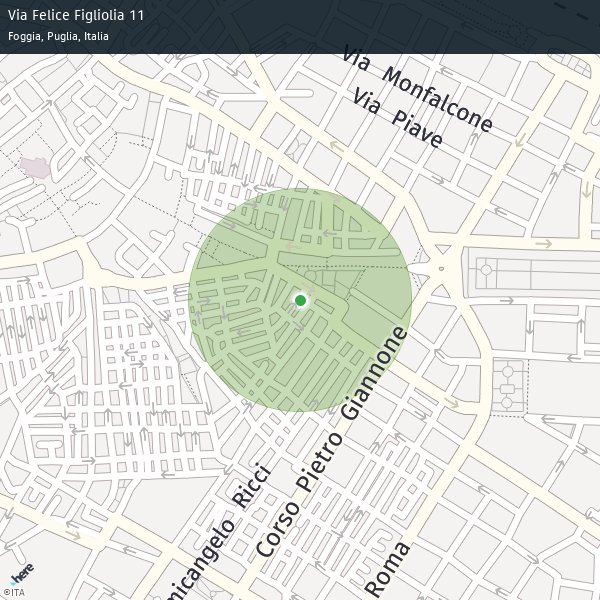 Via Felice Figliolia 11
Foggia, Puglia, Italia
Via Monfalcone
Via Piave
Corso Pietro Giannone
micangelo Ricci
Roma
here
©ITA